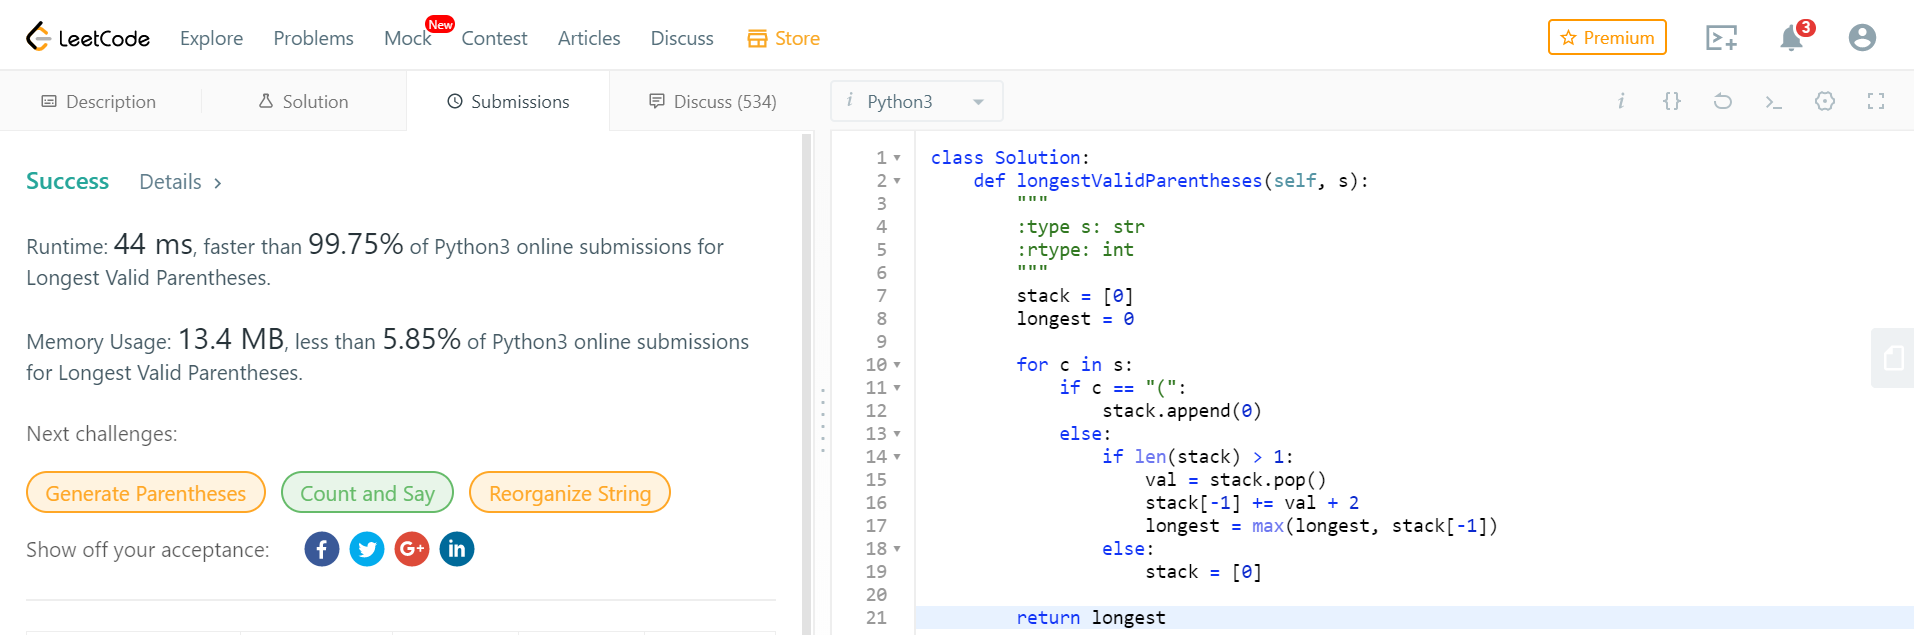 LeetCode Explore Problems Mock New Contest Articles Discuss Store Premium 3
Description Solution Submissions Discuss (534)
Success Details >
Runtime: 44 ms, faster than 99.75% of Python3 online submissions for
Longest Valid Parentheses.
Memory Usage: 13.4 MB, less than 5.85% of Python3 online submissions
for Longest Valid Parentheses.
Next challenges:
Generate Parentheses Count and Say Reorganize String
Show off your acceptance: f G+ in
i Python3 i {} >_
1 class Solution:
2     def longestValidParentheses(self, s):
3         """
4         :type s: str
5         :rtype: int
6         """
7         stack = [0]
8         longest = 0
9
10         for c in s:
11             if c == "(":
12                 stack.append(0)
13             else:
14                 if len(stack) > 1:
15                     val = stack.pop()
16                     stack[-1] += val + 2
17                     longest = max(longest, stack[-1])
18                 else:
19                     stack = [0]
20
21         return longest